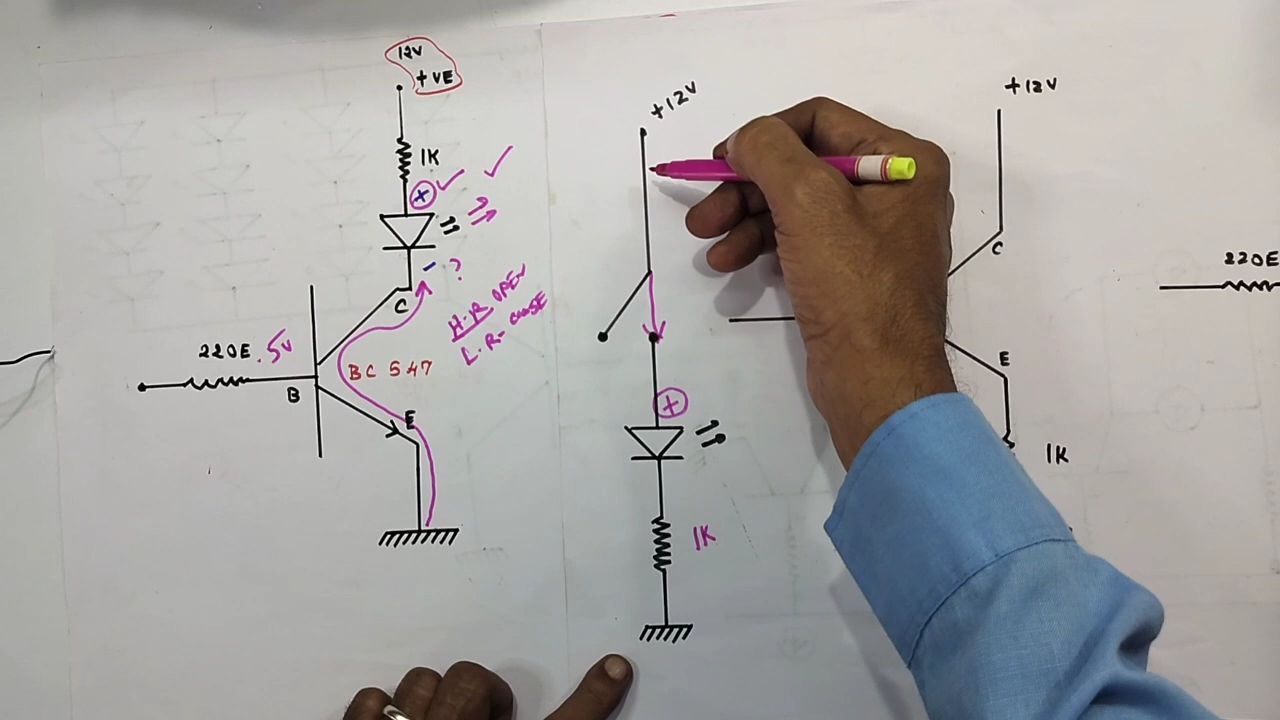 12V
+VE
1K
+
-
?
C
H.R OPEN
L.R- CLOSE
220E
.5V
B
BC 547
E
+12V
+
1K
+12V
C
E
1K
220E